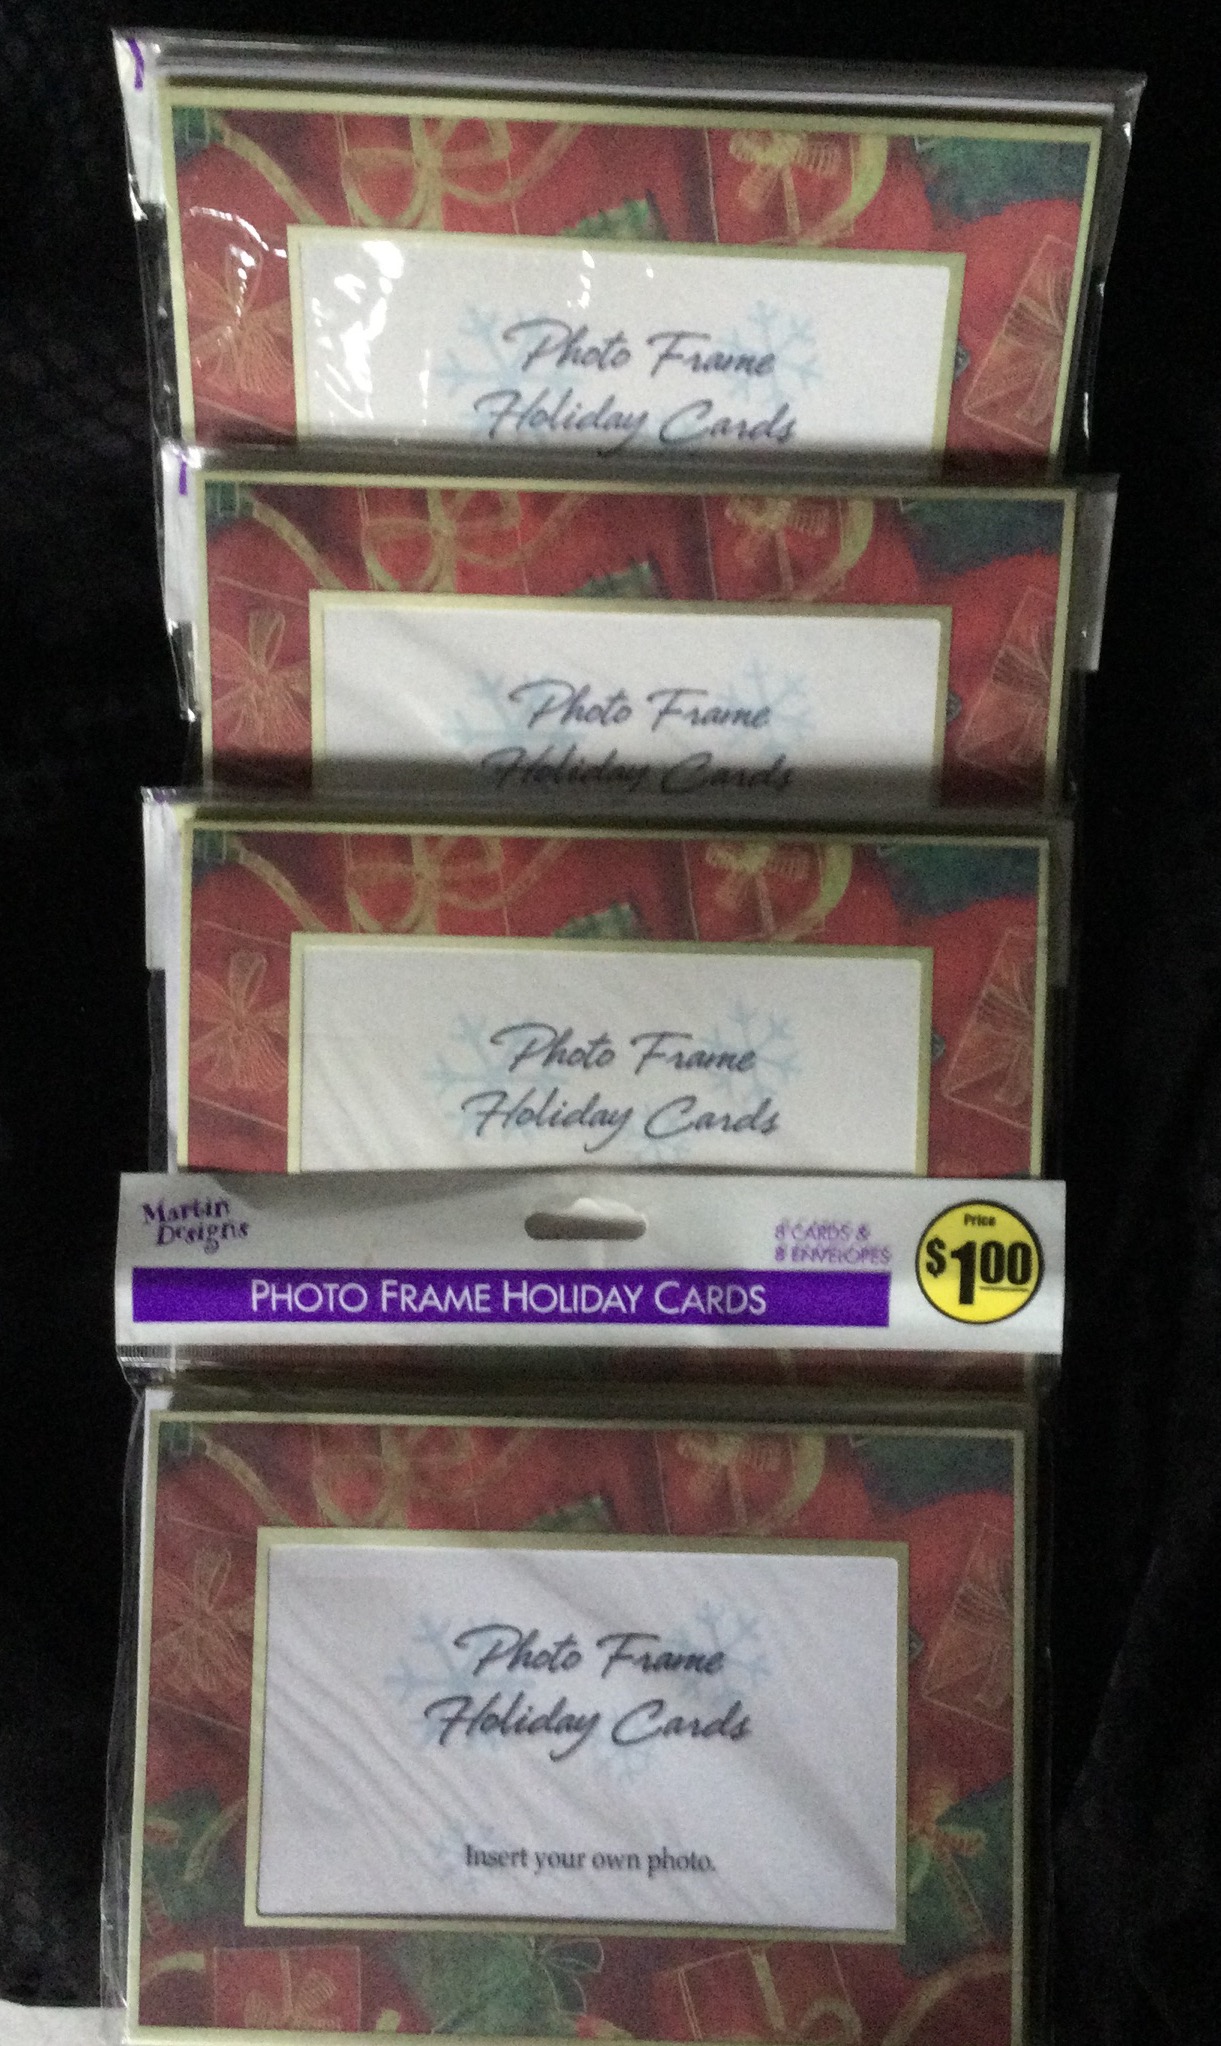 Photo Frame
Holiday Cards
Photo Frame
Holiday Cards
Photo Frame
Holiday Cards
Martin
Designs
8 CARDS &
8 ENVELOPES
Price
$1.00
PHOTO FRAME HOLIDAY CARDS
Photo Frame
Holiday Cards
Insert your own photo.